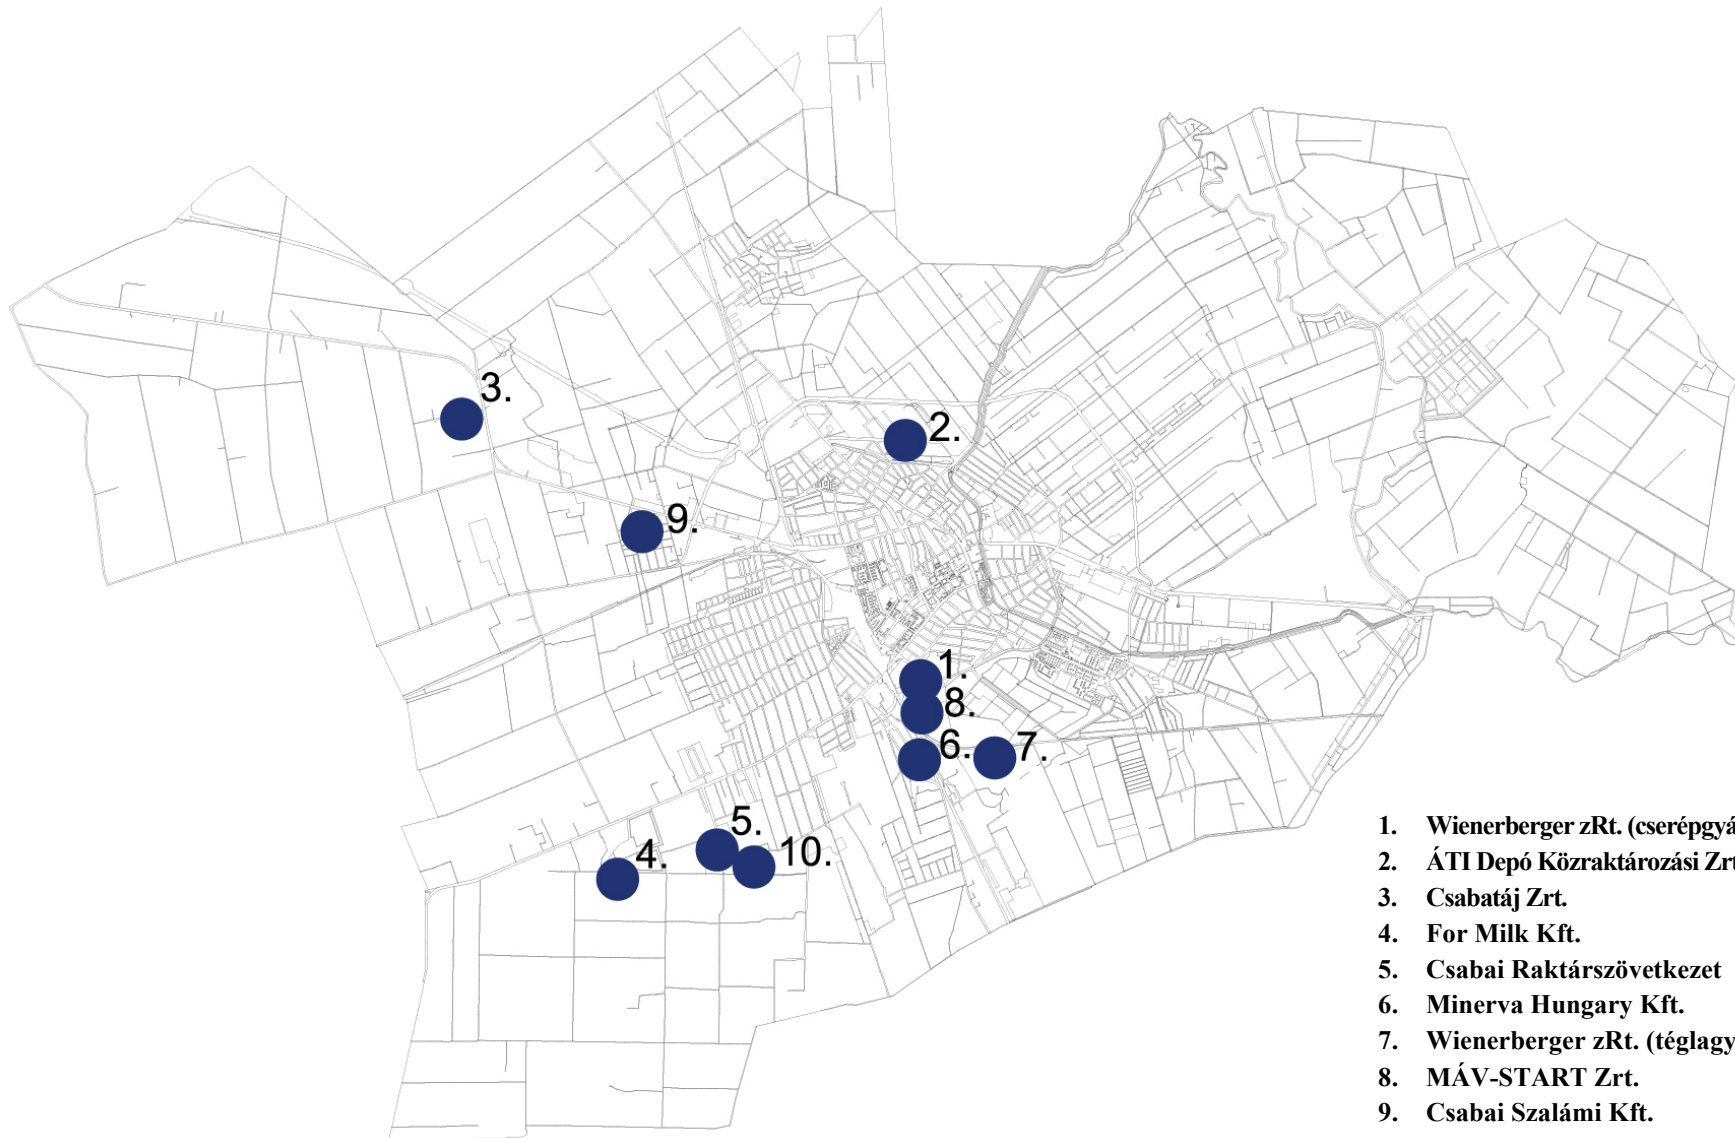 3.
2.
9.
1.
8.
6.
7.
5.
10.
4.
1. Wienerberger zRt. (cserépgyá
2. ÁTI Depó Közraktározási Zrt
3. Csabatáj Zrt.
4. For Milk Kft.
5. Csabai Raktárszövetkezet
6. Minerva Hungary Kft.
7. Wienerberger zRt. (téglagy
8. MÁV-START Zrt.
9. Csabai Szalámi Kft.